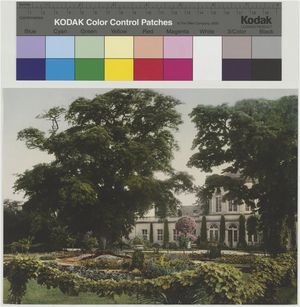 KODAK Color Control Patches
Kodak
Blue Cyan Green Yellow Red Magenta White 3/Color Black